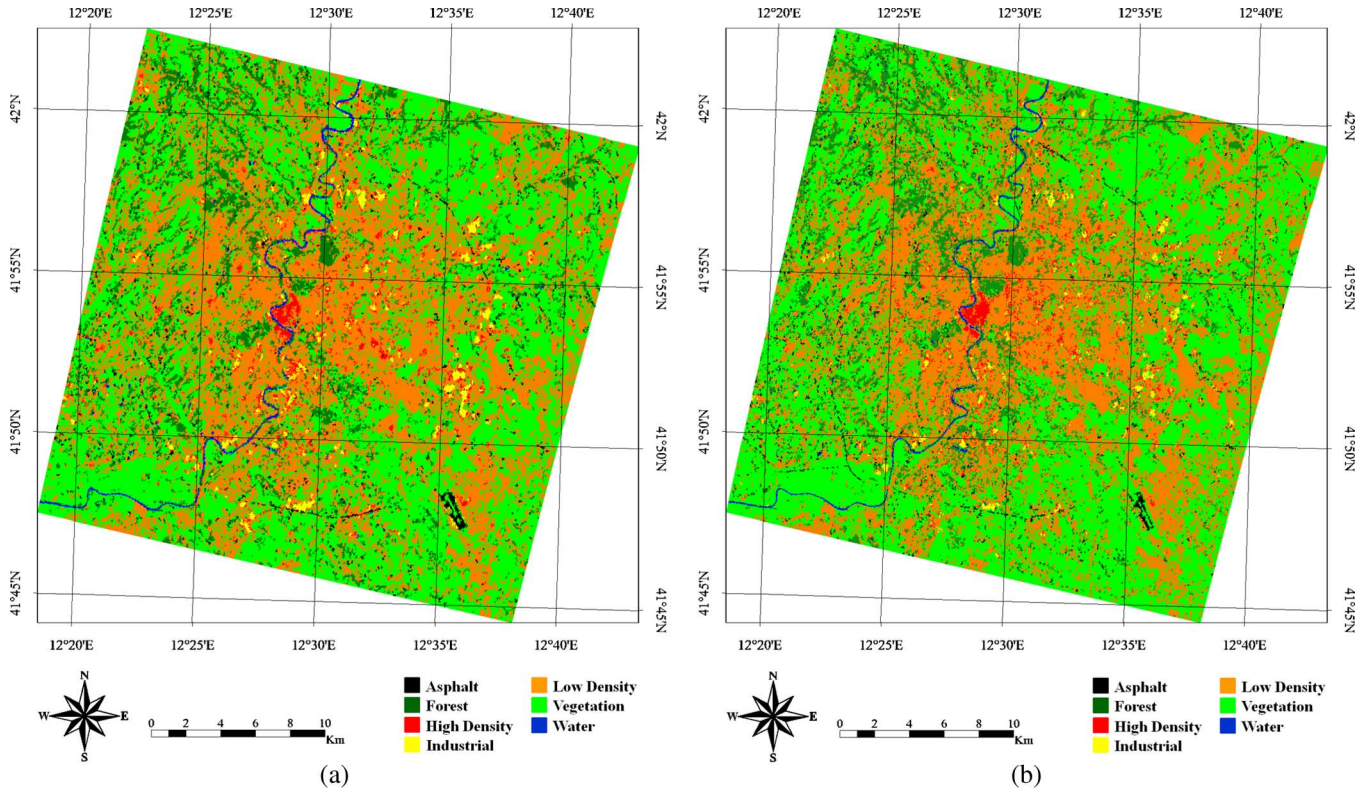 12°20'E 12°25'E 12°30'E 12°35'E 12°40'E
12°20'E 12°25'E 12°30'E 12°35'E 12°40'E
42°N 42°N 42°N 42°N
41°55'N 41°55'N 41°55'N 41°55'N
41°50'N 41°50'N 41°50'N 41°50'N
41°45'N 41°45'N 41°45'N 41°45'N
12°20'E 12°25'E 12°30'E 12°35'E 12°40'E
12°20'E 12°25'E 12°30'E 12°35'E 12°40'E
N
W E
S
0 2 4 6 8 10
Km
Asphalt Low Density
Forest Vegetation
High Density Water
Industrial
(a)
N
W E
S
0 2 4 6 8 10
Km
Asphalt Low Density
Forest Vegetation
High Density Water
Industrial
(b)